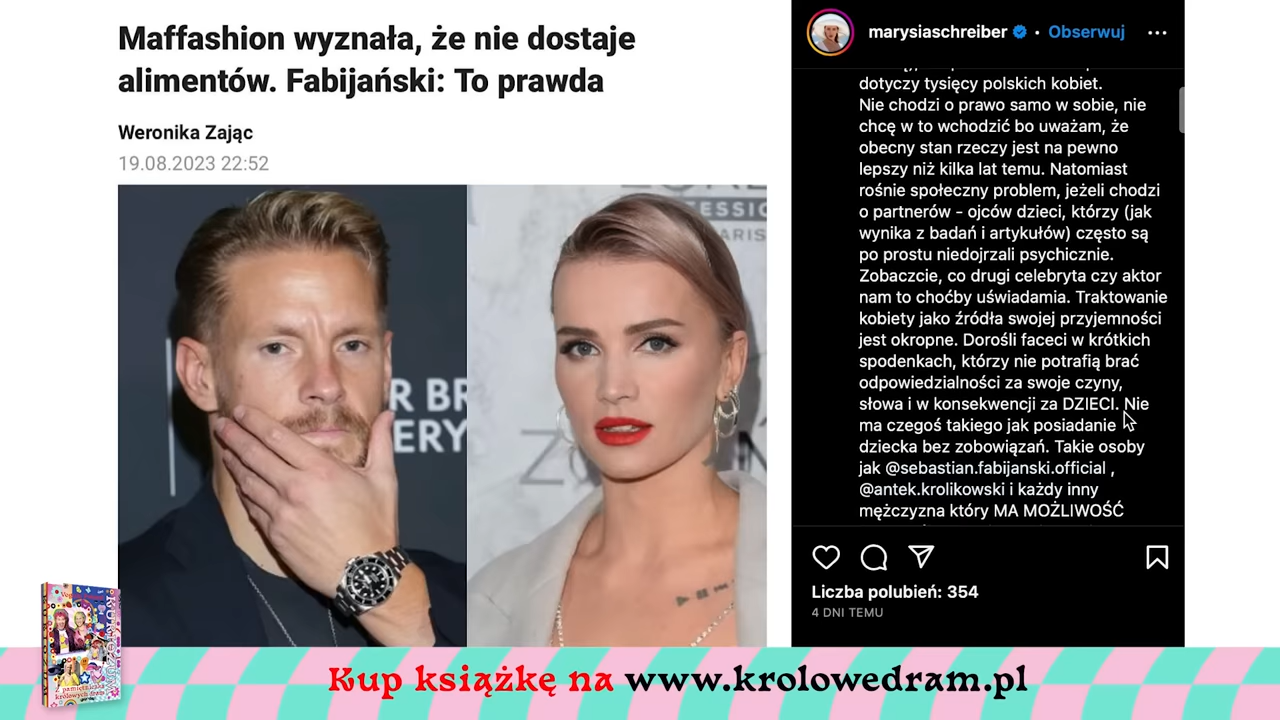 Maffashion wyznała, że nie dostaje
alimentów. Fabijański: To prawda
Weronika Zając
19.08.2023 22:52
ESSIO
ARIS
R BR
ERY
marysiaschreiber • Obserwuj
dotyczy tysięcy polskich kobiet.
Nie chodzi o prawo samo w sobie, nie
chcę w to wchodzić bo uważam, że
obecny stan rzeczy jest na pewno
lepszy niż kilka lat temu. Natomiast
rośnie społeczny problem, jeżeli chodzi
o partnerów - ojców dzieci, którzy (jak
wynika z badań i artykułów) często są
po prostu niedojrzali psychicznie.
Zobaczcie, co drugi celebryta czy aktor
nam to choćby uświadamia. Traktowanie
kobiety jako źródła swojej przyjemności
jest okropne. Dorośli faceci w krótkich
spodenkach, którzy nie potrafią brać
odpowiedzialności za swoje czyny,
słowa i w konsekwencji za DZIECI. Nie
ma czegoś takiego jak posiadanie
dziecka bez zobowiązań. Takie osoby
jak @sebastian.fabijanski.official ,
@antek.krolikowski i każdy inny
mężczyzna który MA MOŻLIWOŚĆ
Liczba polubień: 354
4 DNI TEMU
Kup książkę na www.krolowedram.pl